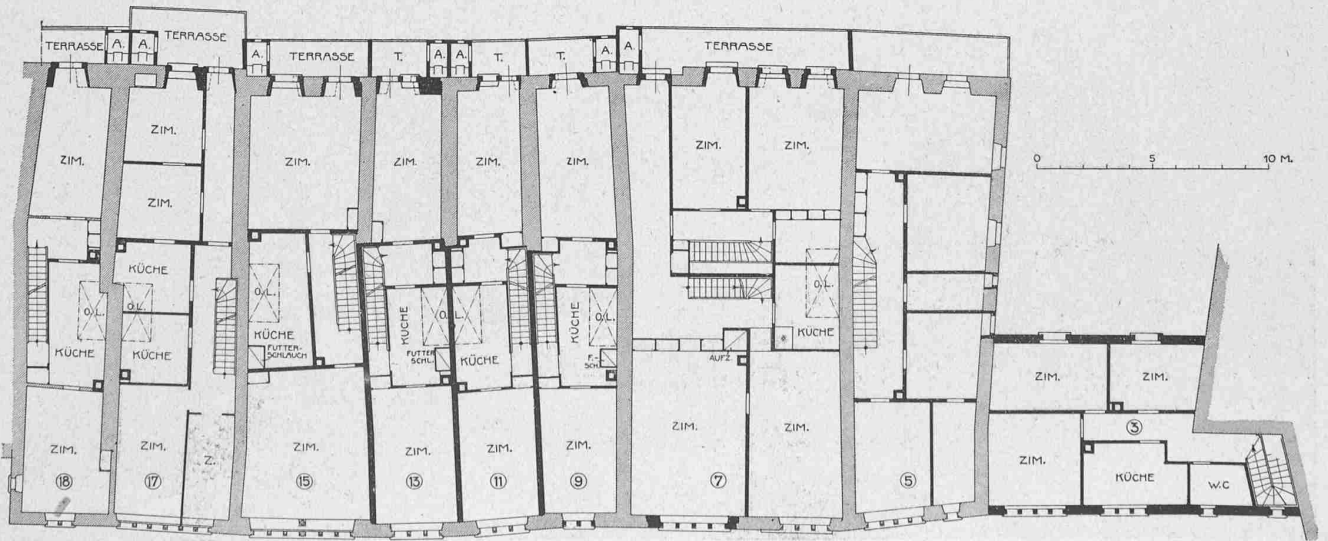 TERRASSE A. A. TERRASSE A. TERRASSE T. A. A. T. T. A. A. TERRASSE
0 5 10 M.
ZIM. ZIM. ZIM. ZIM. ZIM. ZIM. ZIM. ZIM.
ZIM.
KÜCHE
O.L. O.L. O.L. O.L. O.L. O.L.
KÜCHE KÜCHE KÜCHE KÜCHE KÜCHE KÜCHE KÜCHE
FUTTER-
SCHLAUCH
FUTTER
SCHL.
F.-
SCHL.
AUFZ.
ZIM. ZIM.
ZIM. ZIM. Z. ZIM. ZIM. ZIM. ZIM. ZIM. ZIM. ZIM.
3
KÜCHE W.C
18 17 15 13 11 9 7 5